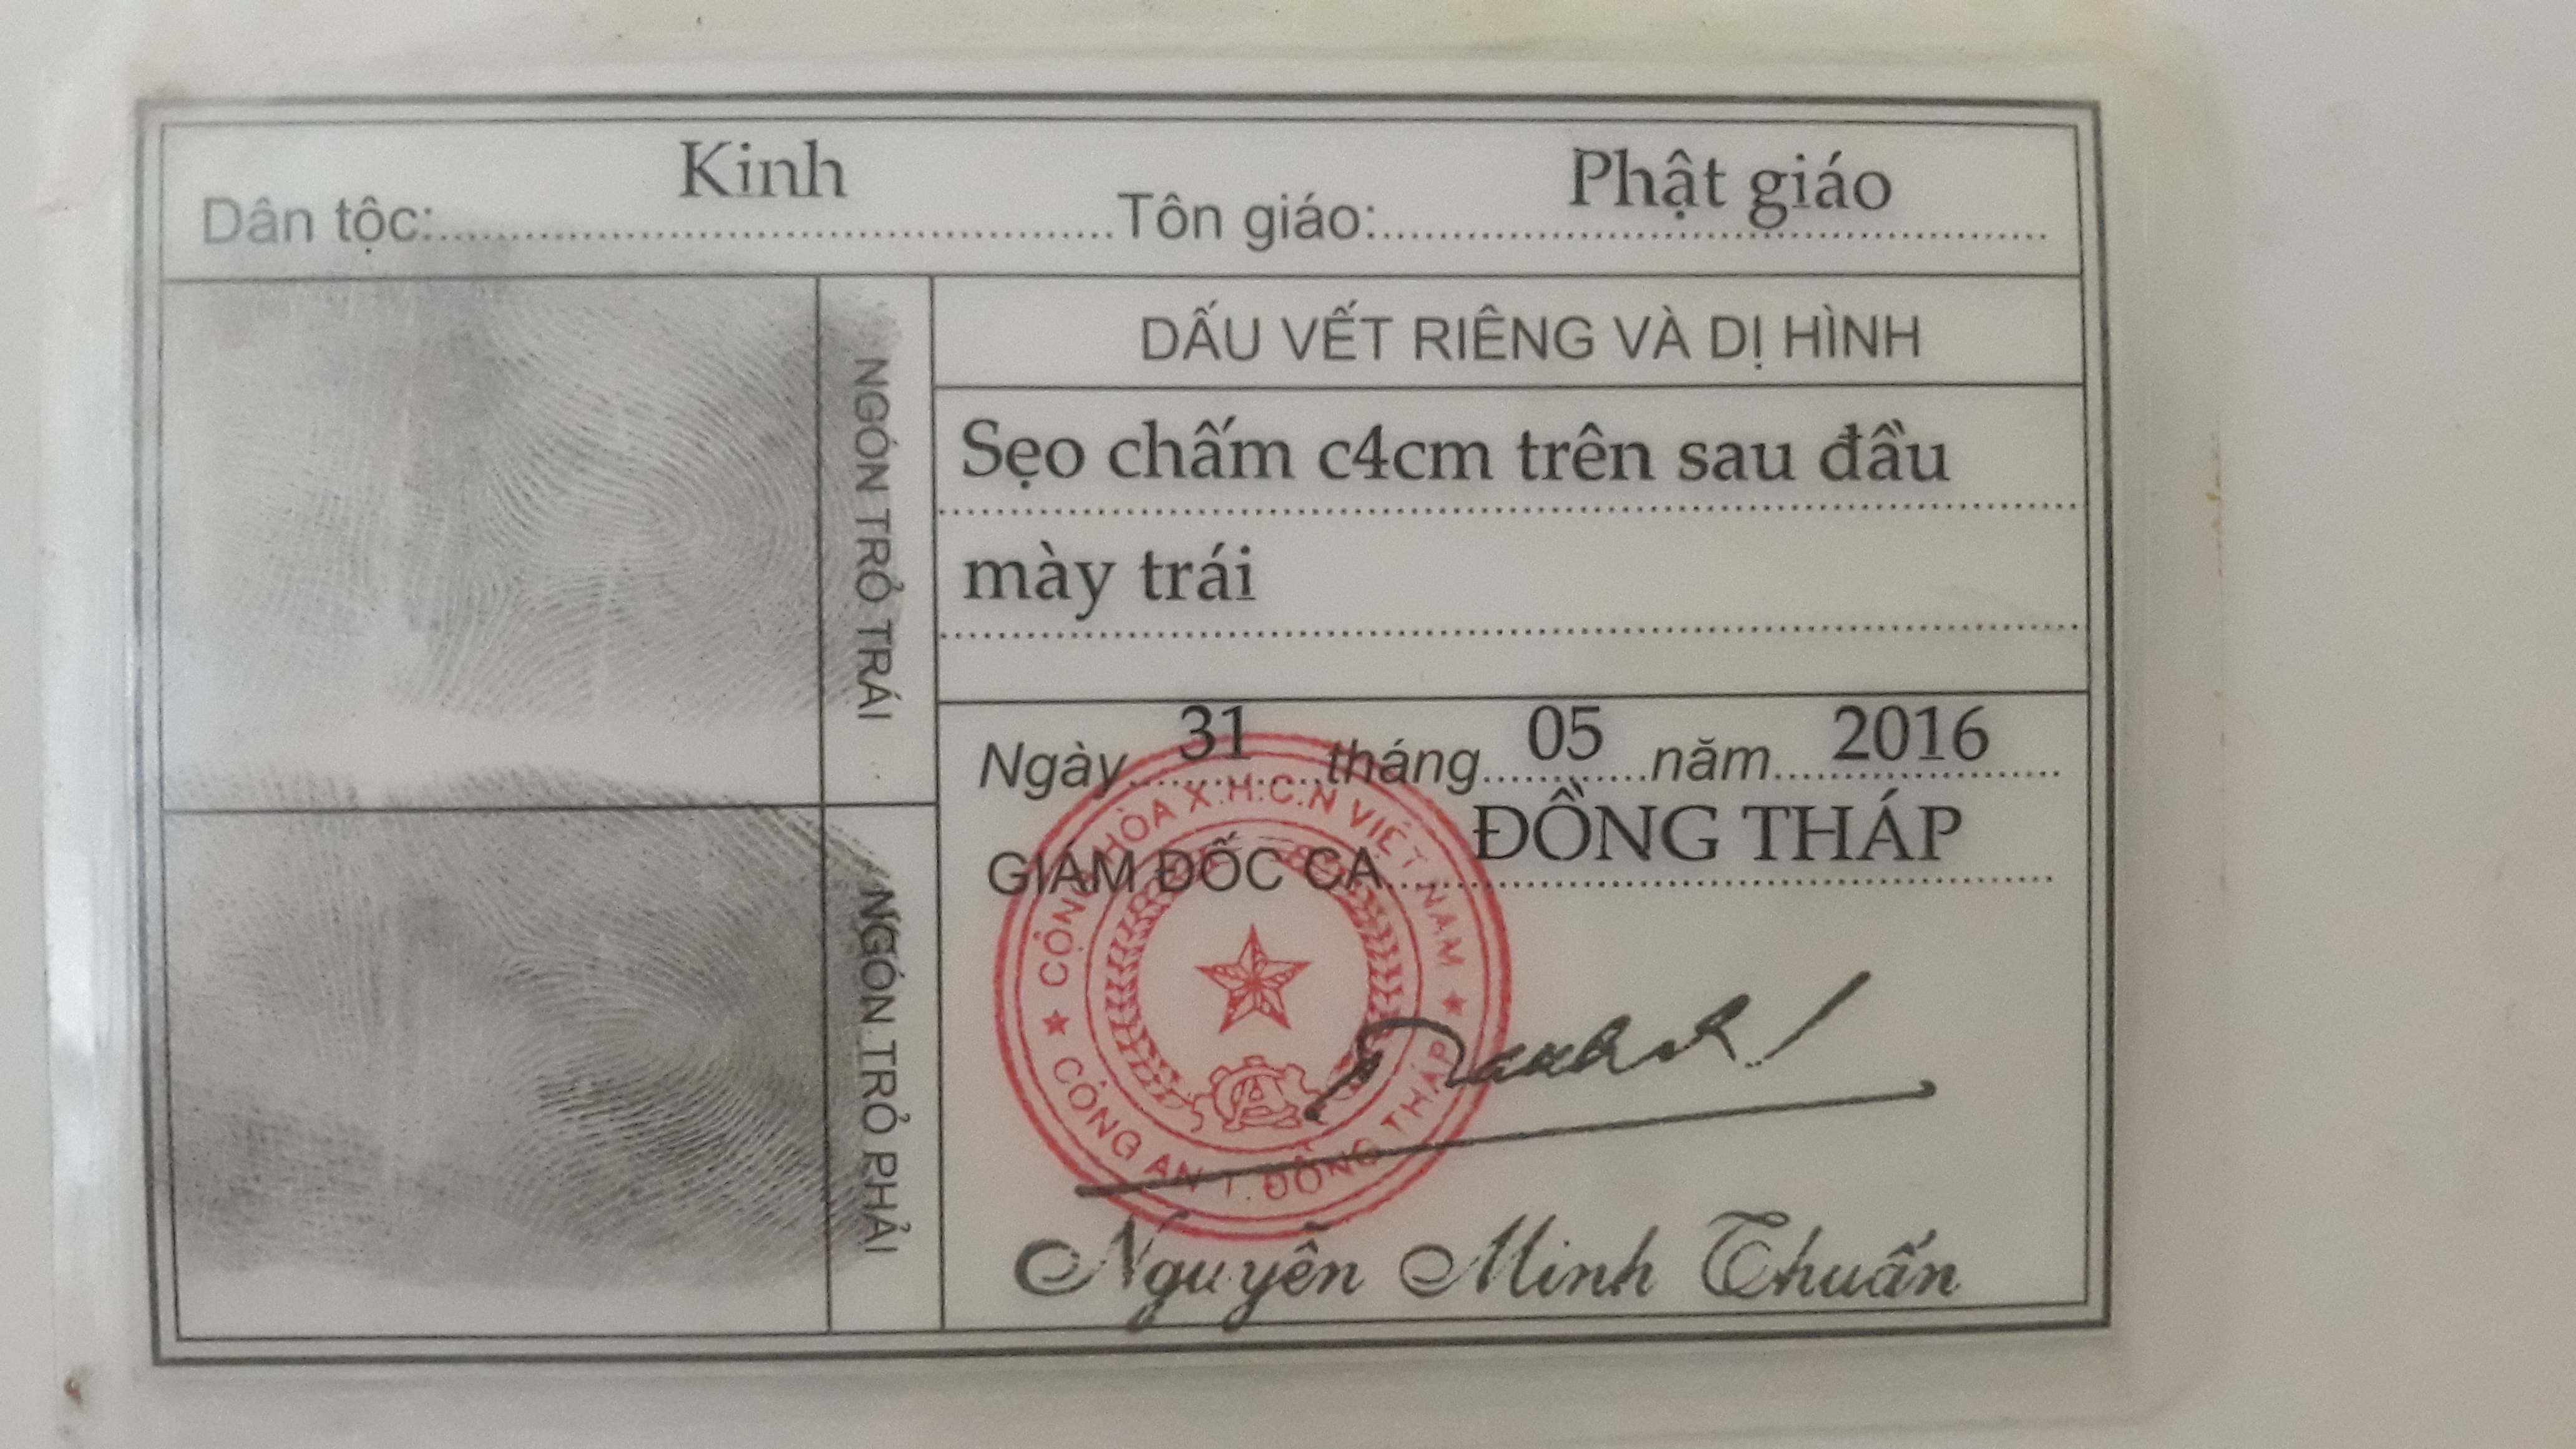 Dân tộc: Kinh Tôn giáo: Phật giáo
NGÓN TRỎ TRÁI
DẤU VẾT RIÊNG VÀ DỊ HÌNH
Sẹo chấm c4cm trên sau đầu
mày trái
NGÓN TRỎ PHẢI
Ngày 31 tháng 05 năm 2016
GIÁM ĐỐC CA ĐỒNG THÁP
CỘNG HÒA X.H.C.N VIỆT NAM
CÔNG AN T. ĐỒNG THÁP
Nguyễn Minh Thuấn